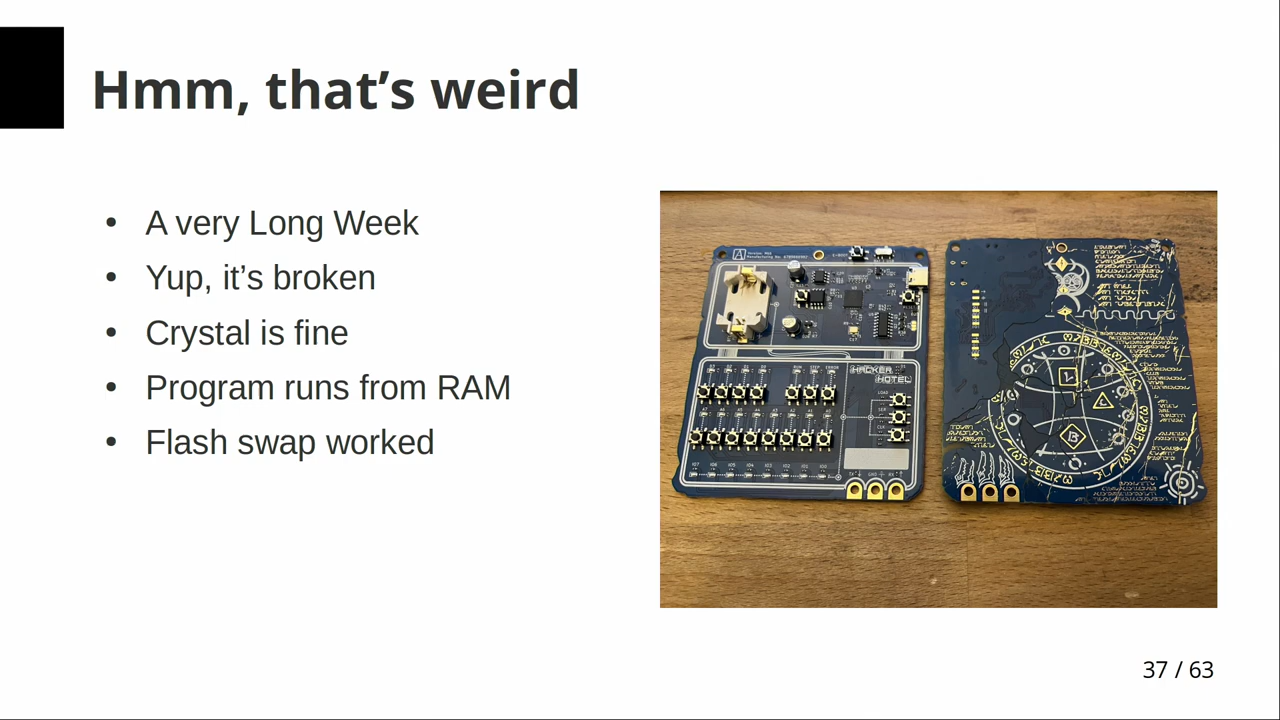 Hmm, that’s weird
• A very Long Week
• Yup, it’s broken
• Crystal is fine
• Program runs from RAM
• Flash swap worked
HACKER
HOTEL
LOAD
37 / 63